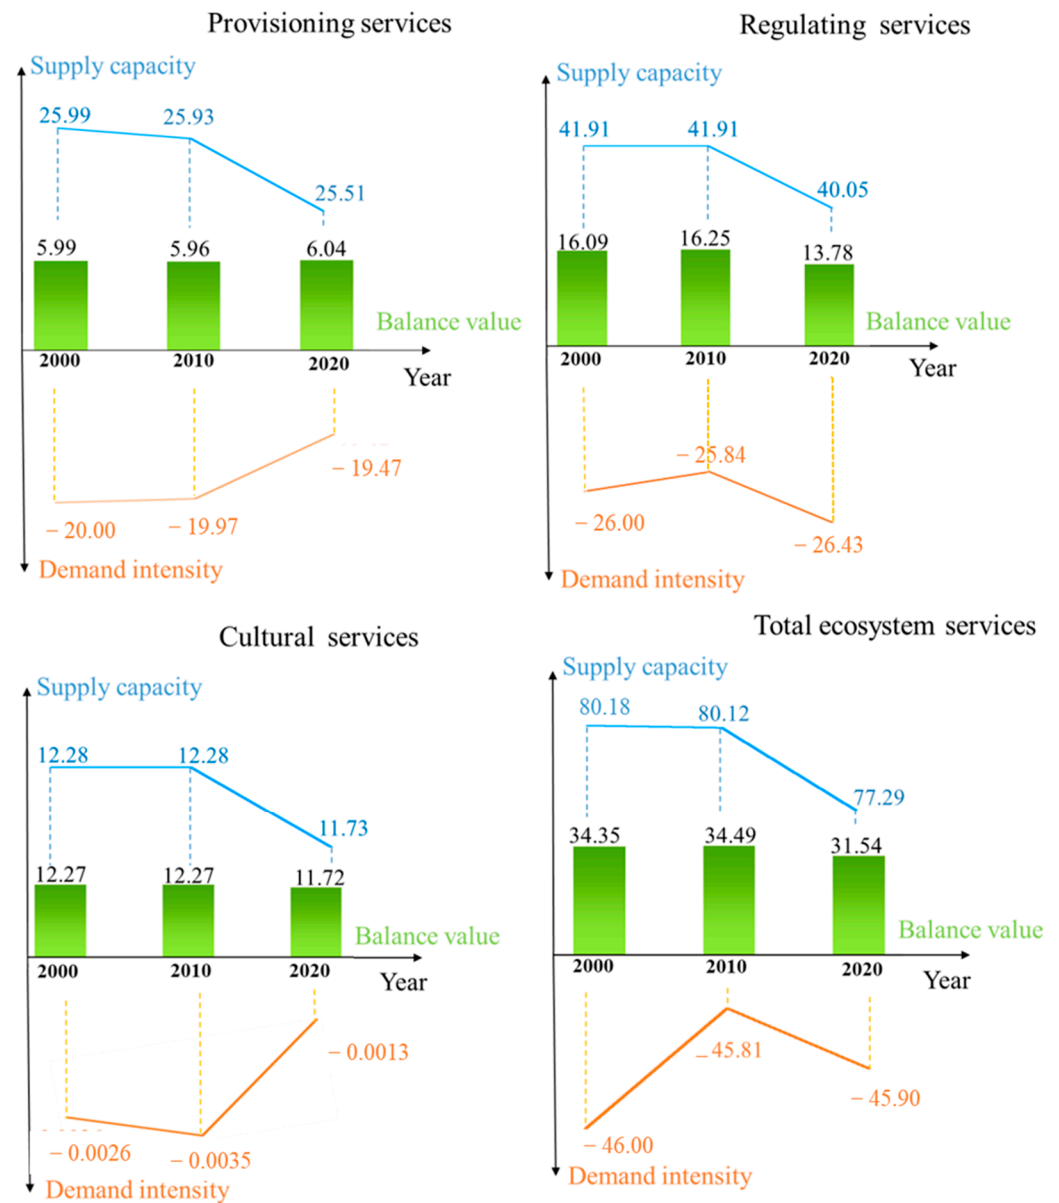 Provisioning services
Supply capacity
25.99
25.93
25.51
5.99
5.96
6.04
Balance value
2000
2010
2020
Year
– 19.47
– 20.00
– 19.97
Demand intensity
Regulating services
Supply capacity
41.91
41.91
40.05
16.09
16.25
13.78
Balance value
2000
2010
2020
Year
– 25.84
– 26.00
– 26.43
Demand intensity
Cultural services
Supply capacity
12.28
12.28
11.73
12.27
12.27
11.72
Balance value
2000
2010
2020
Year
– 0.0013
– 0.0026
– 0.0035
Demand intensity
Total ecosystem services
Supply capacity
80.18
80.12
77.29
34.35
34.49
31.54
Balance value
2000
2010
2020
Year
– 45.81
– 45.90
– 46.00
Demand intensity